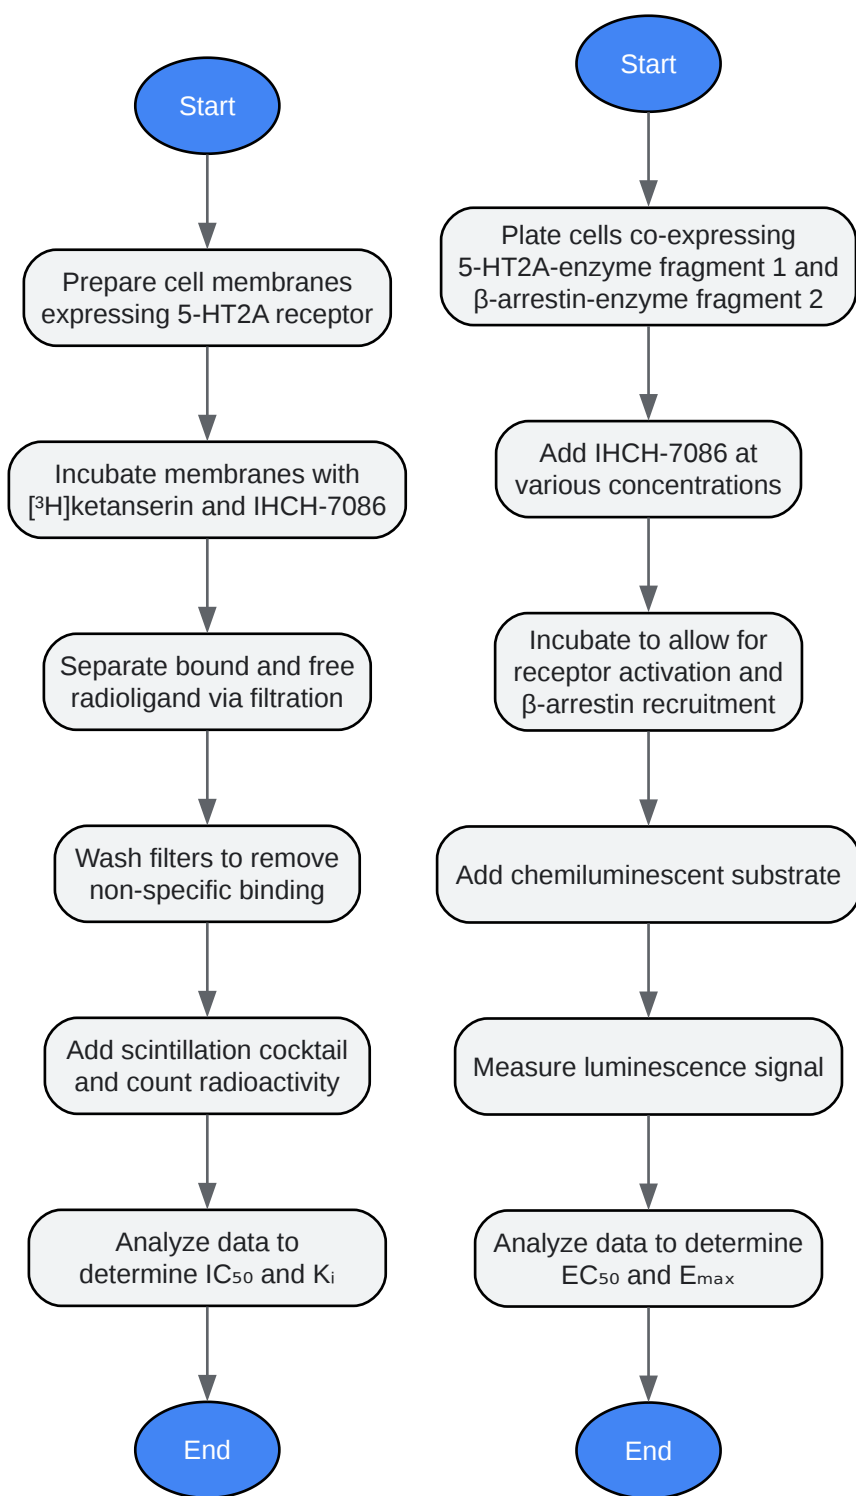 Start
Prepare cell membranes
expressing 5-HT2A receptor
Incubate membranes with
[³H]ketanserin and IHCH-7086
Separate bound and free
radioligand via filtration
Wash filters to remove
non-specific binding
Add scintillation cocktail
and count radioactivity
Analyze data to
determine IC₅₀ and Kᵢ
End
Start
Plate cells co-expressing
5-HT2A-enzyme fragment 1 and
β-arrestin-enzyme fragment 2
Add IHCH-7086 at
various concentrations
Incubate to allow for
receptor activation and
β-arrestin recruitment
Add chemiluminescent substrate
Measure luminescence signal
Analyze data to determine
EC₅₀ and Eₘₐₓ
End